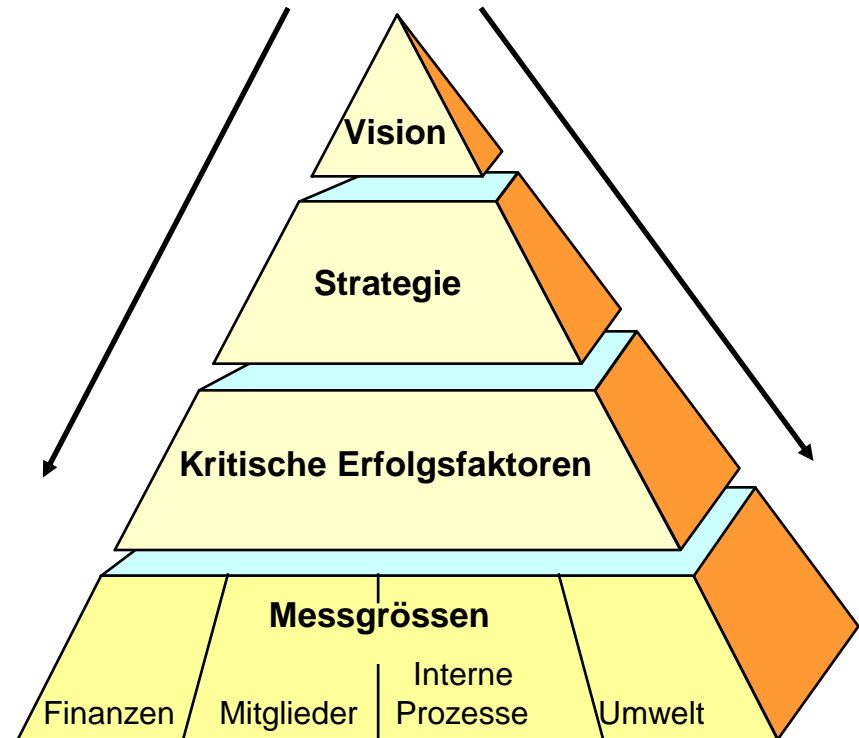 Vision
Strategie
Kritische Erfolgsfaktoren
Messgrössen
Finanzen Mitglieder Interne Prozesse Umwelt